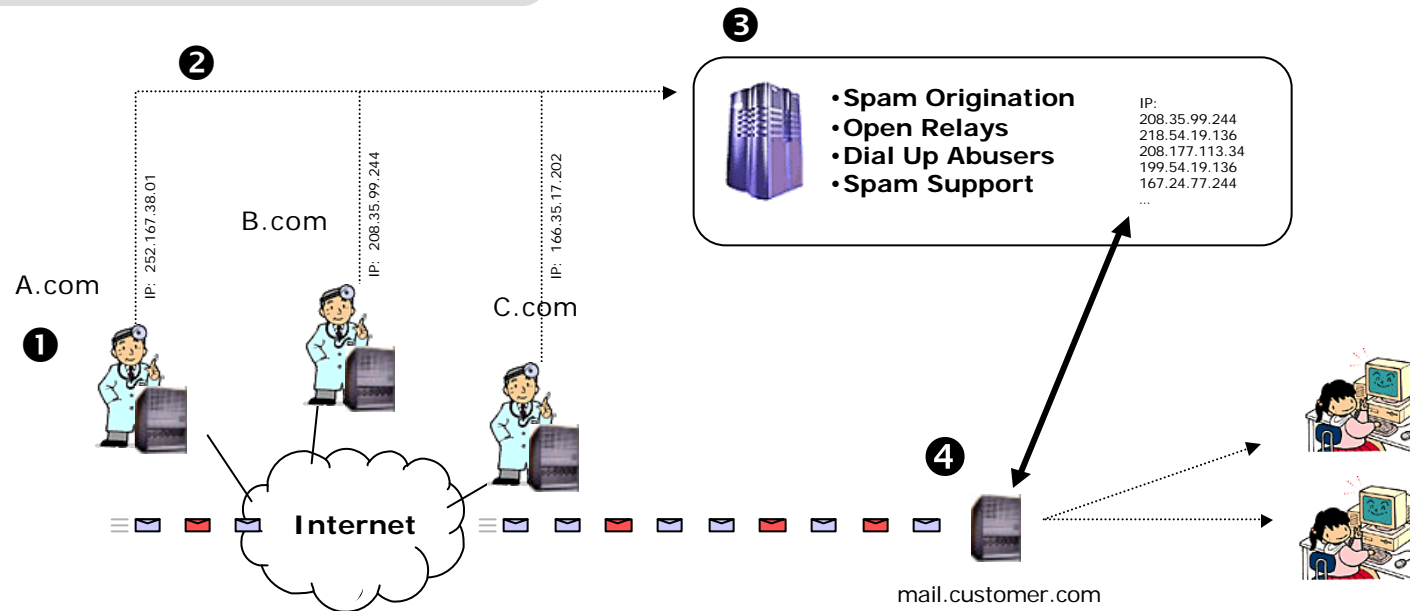 ❸
❷
•Spam Origination
•Open Relays
•Dial Up Abusers
•Spam Support
IP:
208.35.99.244
218.54.19.136
208.177.113.34
199.54.19.136
167.24.77.244
...
IP: 252.167.38.01
IP: 208.35.99.244
IP: 166.35.17.202
B.com
A.com
C.com
❶
❹
Internet
mail.customer.com